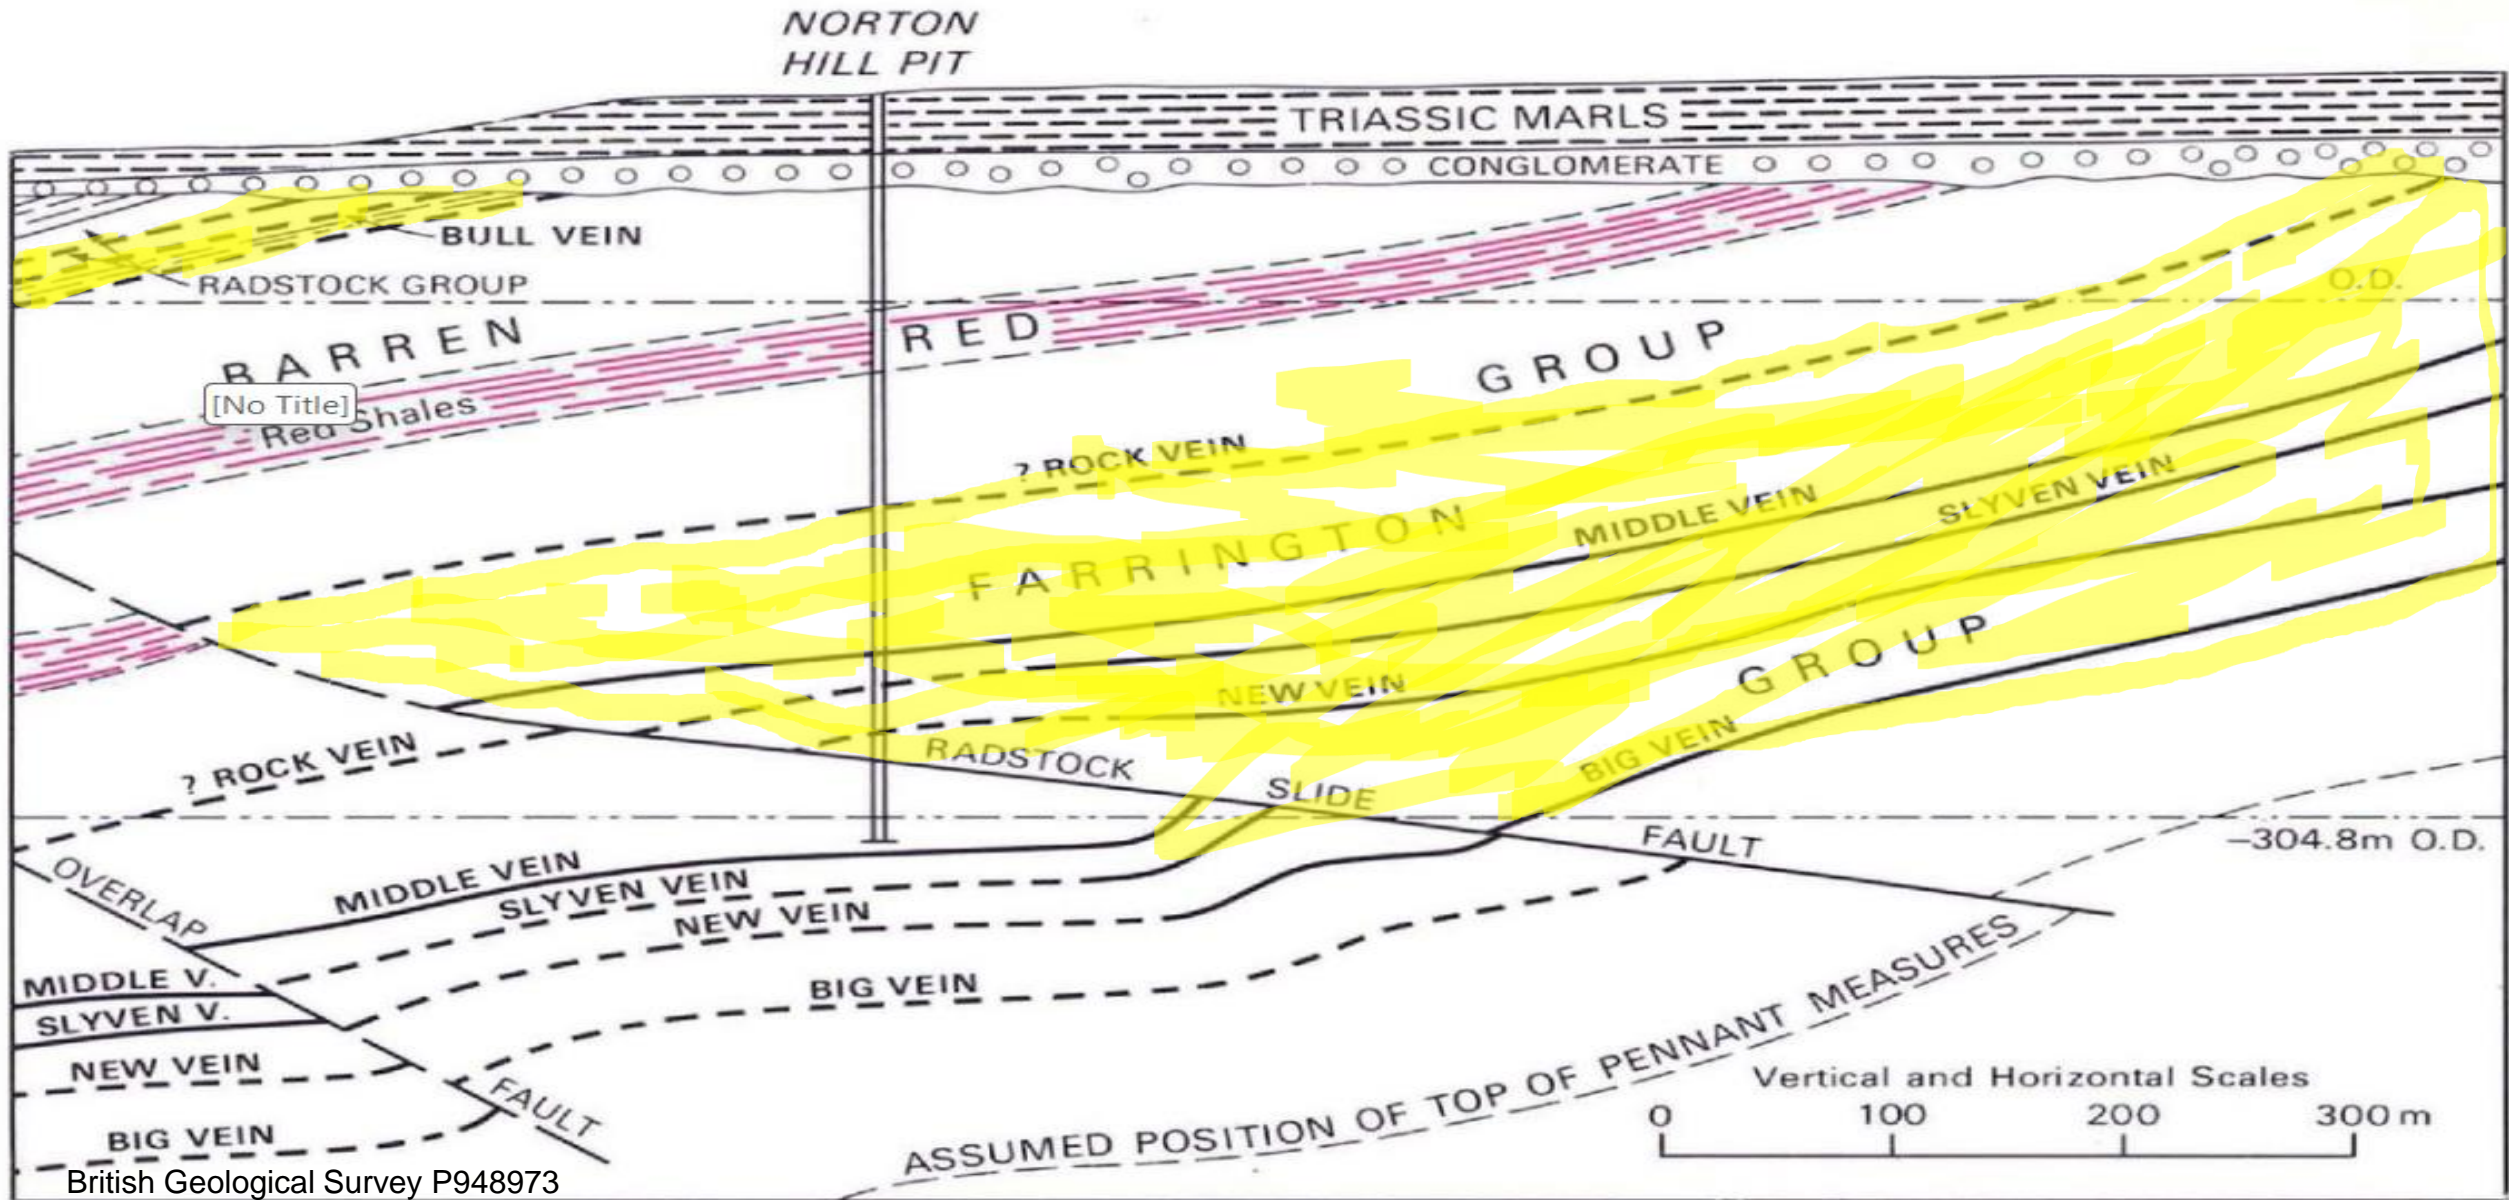 NORTON
HILL PIT
TRIASSIC MARLS
CONGLOMERATE
BULL VEIN
RADSTOCK GROUP
O.D.
BARREN RED GROUP
[No Title]
Red Shales
? ROCK VEIN
FARRINGTON GROUP
MIDDLE VEIN
SLYVEN VEIN
NEW VEIN
BIG VEIN
RADSTOCK SLIDE FAULT
? ROCK VEIN
-304.8m O.D.
OVERLAP FAULT
MIDDLE VEIN
SLYVEN VEIN
NEW VEIN
BIG VEIN
MIDDLE V.
SLYVEN V.
NEW VEIN
BIG VEIN
ASSUMED POSITION OF TOP OF PENNANT MEASURES
Vertical and Horizontal Scales
0 100 200 300 m
British Geological Survey P948973